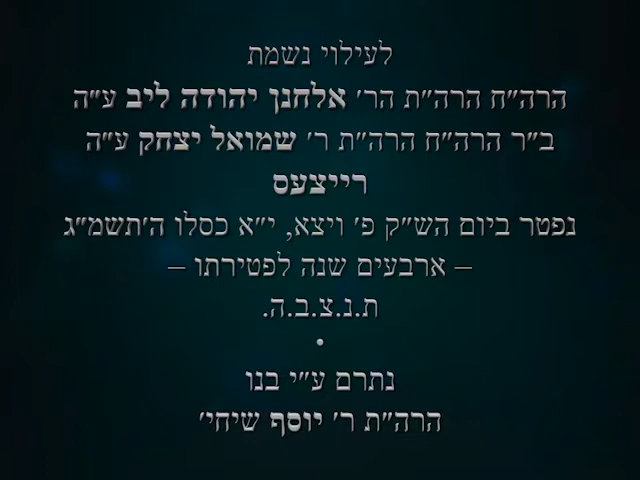 לעילוי נשמת
הרה״ח הרה״ת הר׳ אלחנן יהודה ליב ע״ה
ב״ר הרה״ח הרה״ת ר׳ שמואל יצחק ע״ה
רייצעס
נפטר ביום הש״ק פ׳ ויצא, י״א כסלו ה׳תשמ״ג
– ארבעים שנה לפטירתו –
ת.נ.צ.ב.ה.
•
נתרם ע״י בנו
הרה״ת ר׳ יוסף שיחי׳